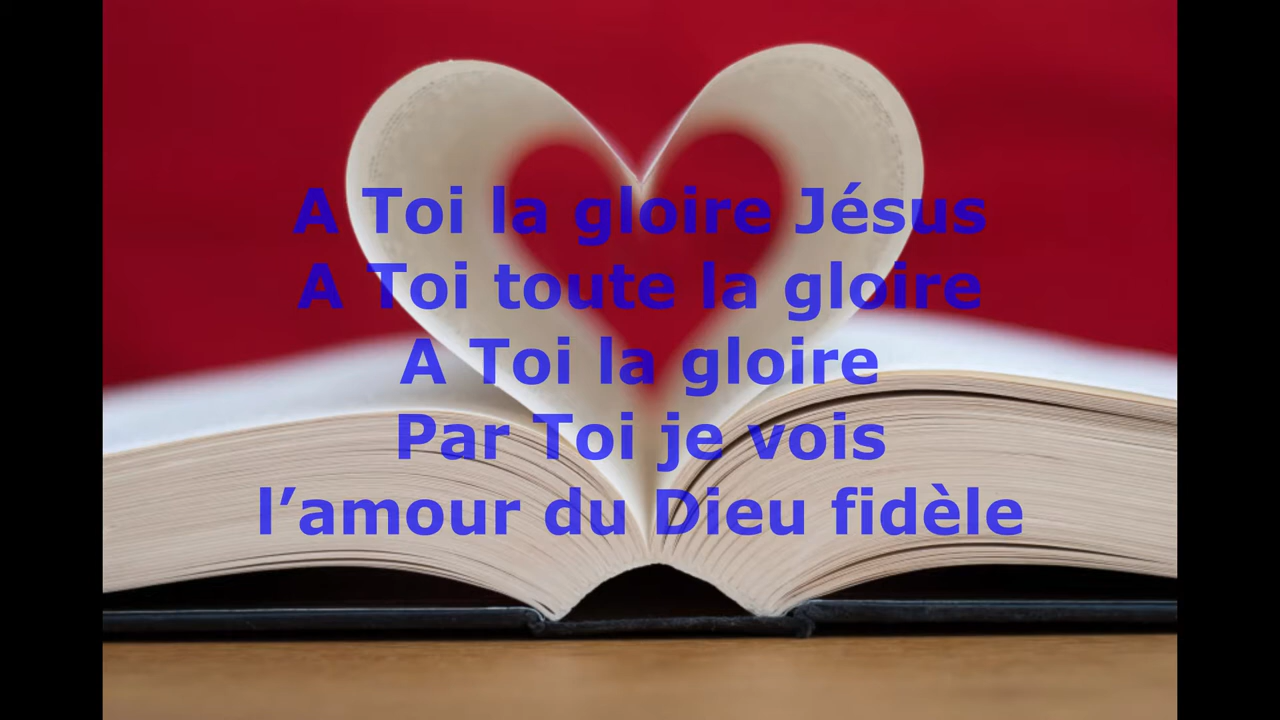 A Toi la gloire Jésus
A Toi toute la gloire
A Toi la gloire
Par Toi je vois
l’amour du Dieu fidèle